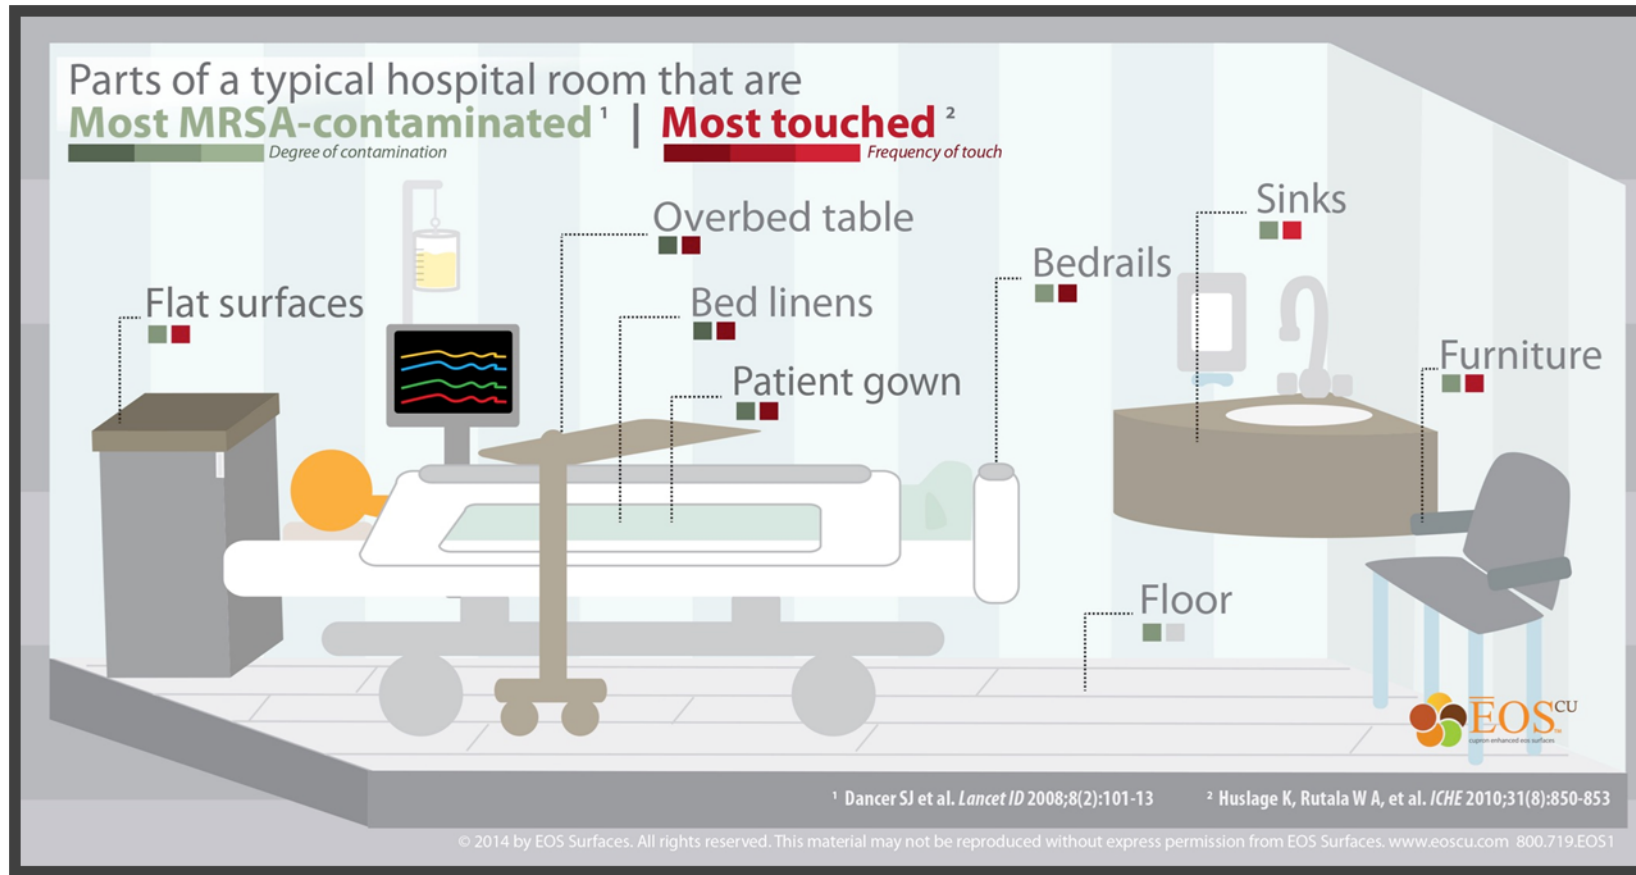 Parts of a typical hospital room that are
Most MRSA-contaminated ¹ | Most touched ²
Degree of contamination
Frequency of touch
Sinks
Overbed table
Bedrails
Flat surfaces
Bed linens
Furniture
Patient gown
Floor
EOS CU
cupron enhanced eos surfaces
¹ Dancer SJ et al. Lancet ID 2008;8(2):101-13
² Huslage K, Rutala W A, et al. ICHE 2010;31(8):850-853
© 2014 by EOS Surfaces. All rights reserved. This material may not be reproduced without express permission from EOS Surfaces. www.eoscu.com 800.719.EOS1